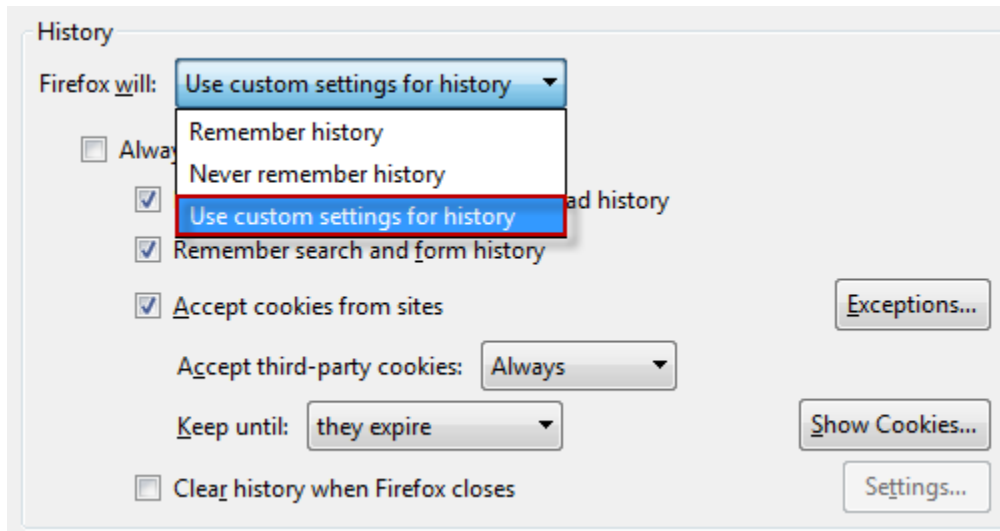 History
Firefox will: Use custom settings for history
Remember history
Never remember history
Use custom settings for history
ad history
Remember search and form history
Accept cookies from sites Exceptions...
Accept third-party cookies: Always
Keep until: they expire Show Cookies...
Clear history when Firefox closes Settings...